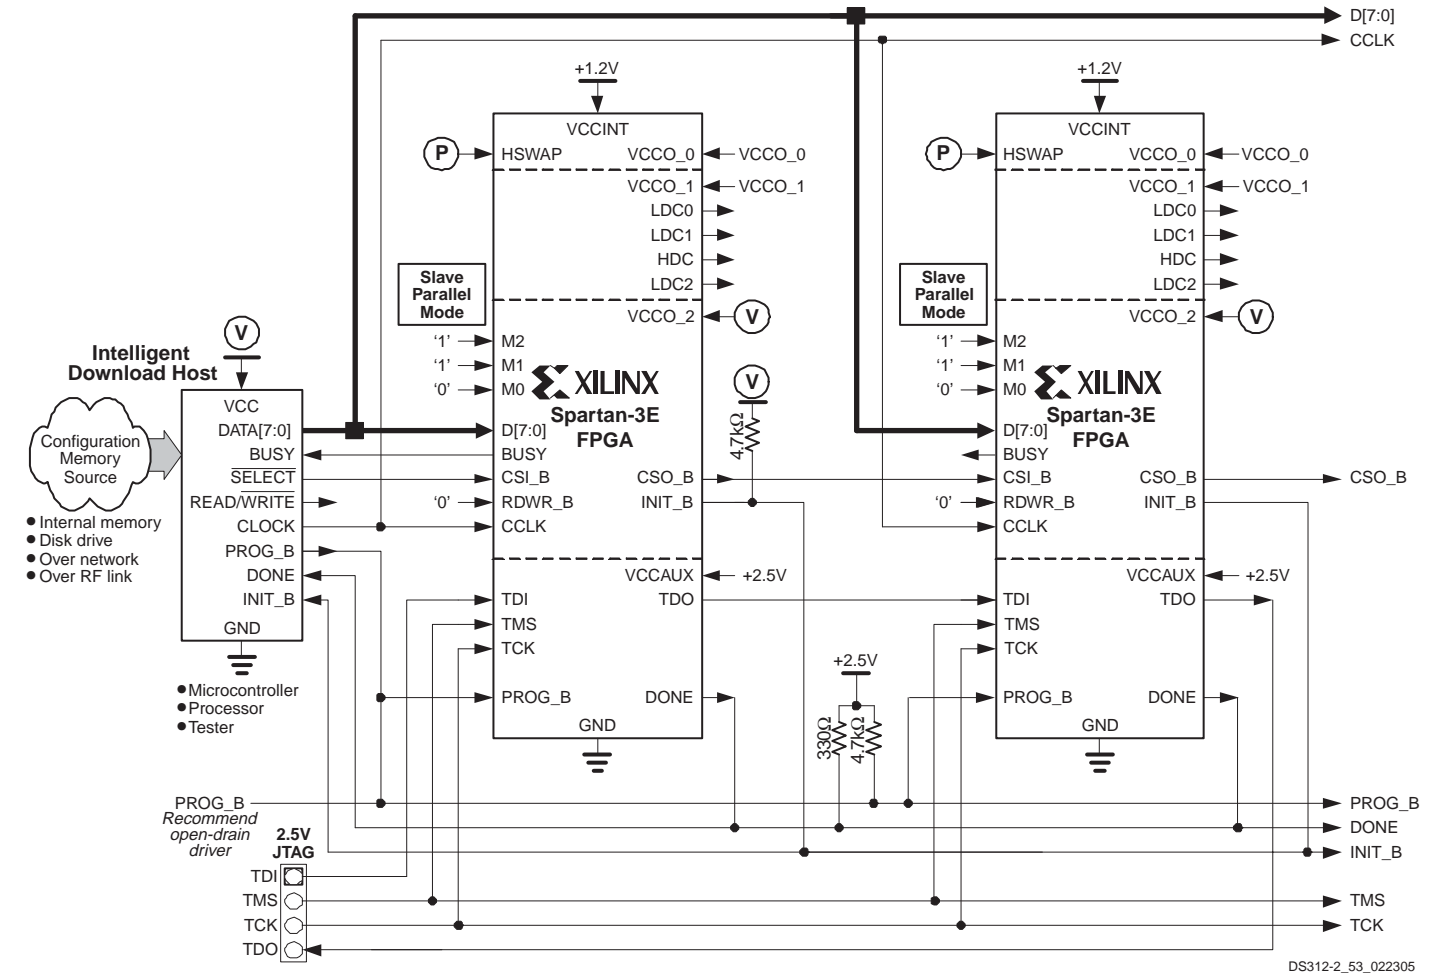 D[7:0]
CCLK
+1.2V
+1.2V
VCCINT
VCCINT
P
HSWAP
VCCO_0
VCCO_0
P
HSWAP
VCCO_0
VCCO_0
VCCO_1
VCCO_1
VCCO_1
VCCO_1
LDC0
LDC0
LDC1
LDC1
HDC
HDC
LDC2
LDC2
Slave
Parallel
Mode
Slave
Parallel
Mode
VCCO_2
V
VCCO_2
V
‘1’
M2
‘1’
M2
‘1’
M1
‘1’
M1
‘0’
M0
‘0’
M0
XILINX
Spartan-3E
FPGA
XILINX
Spartan-3E
FPGA
V
4.7kΩ
V
Intelligent
Download Host
Configuration
Memory
Source
Internal memory
Disk drive
Over network
Over RF link
VCC
DATA[7:0]
BUSY
SELECT
READ/WRITE
CLOCK
PROG_B
DONE
INIT_B
GND
Microcontroller
Processor
Tester
D[7:0]
BUSY
CSI_B
CSO_B
‘0’
RDWR_B
INIT_B
CCLK
D[7:0]
BUSY
CSI_B
CSO_B
CSO_B
‘0’
RDWR_B
INIT_B
CCLK
VCCAUX
+2.5V
TDI
TDO
TMS
TCK
PROG_B
DONE
GND
VCCAUX
+2.5V
TDI
TDO
TMS
TCK
PROG_B
DONE
GND
+2.5V
330Ω
4.7kΩ
PROG_B
Recommend
open-drain
driver
PROG_B
DONE
INIT_B
2.5V
JTAG
TDI
TMS
TMS
TCK
TCK
TDO
DS312-2_53_022305